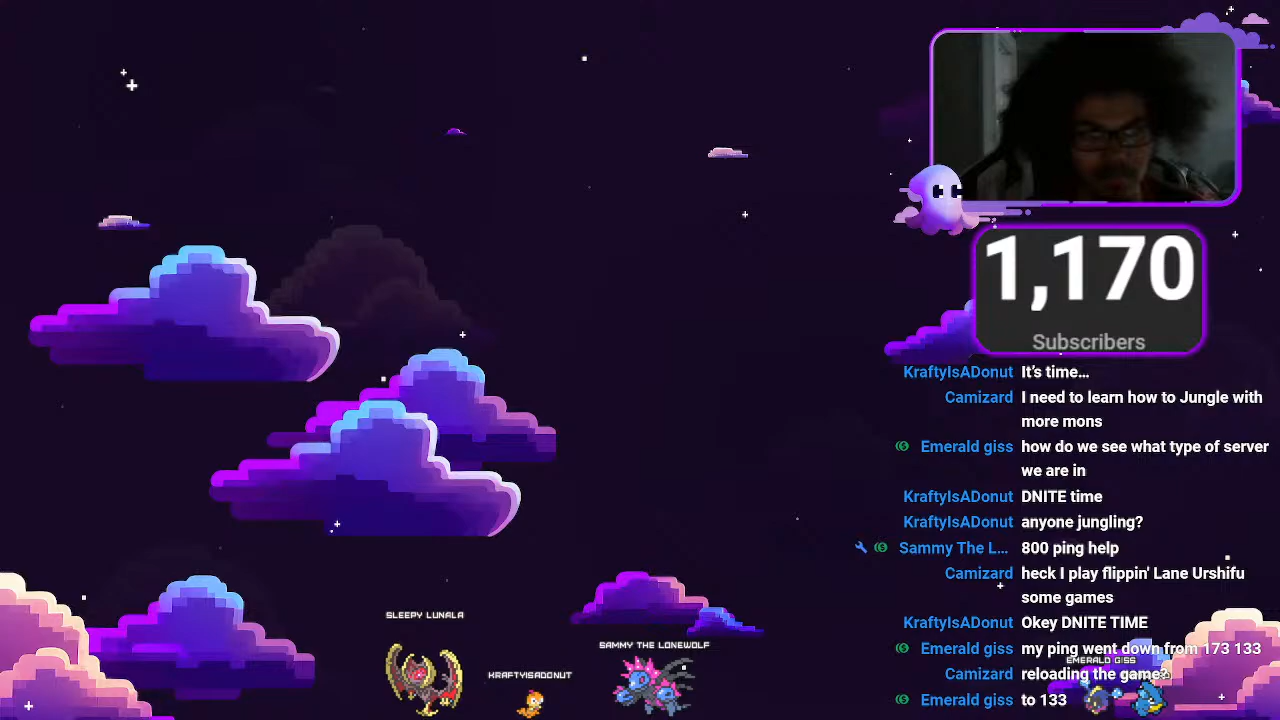 1,170
Subscribers
KraftyIsADonut It's time...
Camizard I need to learn how to Jungle with
more mons
Emerald giss how do we see what type of server
we are in
KraftyIsADonut DNITE time
KraftyIsADonut anyone jungling?
Sammy The L... 800 ping help
Camizard heck I play flippin' Lane Urshifu
some games
KraftyIsADonut Okey DNITE TIME
Emerald giss my ping went down from 173 133
Camizard reloading the game?
Emerald giss to 133
SLEEPY LUNALA
KRAFTYISADONUT
SAMMY THE LONEWOLF
EMERALD GISS